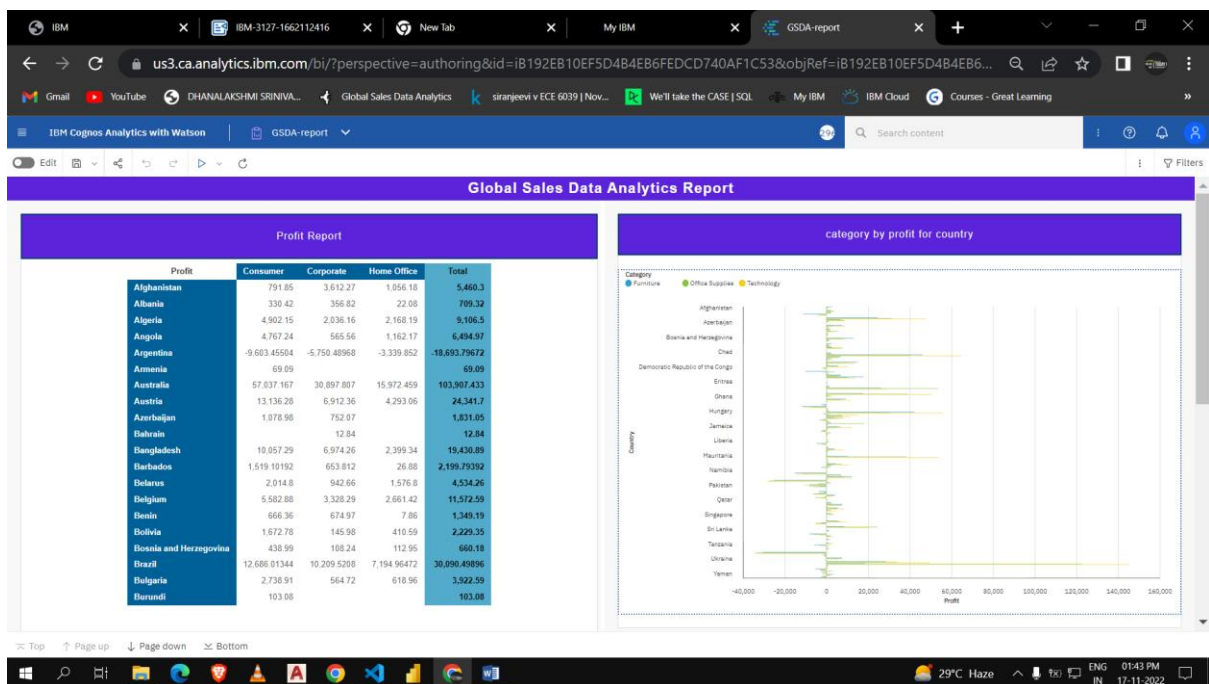 IBM
IBM-3127-1662112416
New Tab
My IBM
GSDA-report
us3.ca.analytics.ibm.com/bi/?perspective=authoring&id=iB192EB10EF5D4B4EB6FEDCD740AF1C53&objRef=iB192EB10EF5D4B4EB6...
Gmail YouTube DHANALAKSHMI SRINIVA... Global Sales Data Analytics siranjeevi v ECE 6039 | Nov... We'll take the CASE | SQL My IBM IBM Cloud Courses - Great Learning »
IBM Cognos Analytics with Watson GSDA-report Search content
Edit Filters
Global Sales Data Analytics Report
Profit Report
Profit Consumer Corporate Home Office Total
Afghanistan 791.85 3,612.27 1,056.18 5,460.3
Albania 330.42 356.82 22.08 709.32
Algeria 4,902.15 2,036.16 2,168.19 9,106.5
Angola 4,767.24 565.56 1,162.17 6,494.97
Argentina -9,603.45504 -5,750.48968 -3,339.852 -18,693.79672
Armenia 69.09 69.09
Australia 57,037.167 30,897.807 15,972.459 103,907.433
Austria 13,136.28 6,912.36 4,293.06 24,341.7
Azerbaijan 1,078.98 752.07 1,831.05
Bahrain 12.84 12.84
Bangladesh 10,057.29 6,974.26 2,399.34 19,430.89
Barbados 1,519.10192 653.812 26.88 2,199.79392
Belarus 2,014.8 942.66 1,576.8 4,534.26
Belgium 5,582.88 3,328.29 2,661.42 11,572.59
Benin 666.36 674.97 7.86 1,349.19
Bolivia 1,672.78 145.98 410.59 2,229.35
Bosnia and Herzegovina 438.99 108.24 112.95 660.18
Brazil 12,686.01344 10,209.5208 7,194.96472 30,090.49896
Bulgaria 2,738.91 564.72 618.96 3,922.59
Burundi 103.08 103.08
category by profit for country
Category
Furniture Office Supplies Technology
Country
Afghanistan
Azerbaijan
Bosnia and Herzegovina
Chad
Democratic Republic of the Congo
Eritrea
Ghana
Hungary
Jamaica
Liberia
Mauritania
Namibia
Pakistan
Qatar
Singapore
Sri Lanka
Tanzania
Ukraine
Yemen
-40,000 -20,000 0 20,000 40,000 60,000 80,000 100,000 120,000 140,000 160,000
Profit
Top Page up Page down Bottom
29°C Haze ENG 01:43 PM
IN 17-11-2022